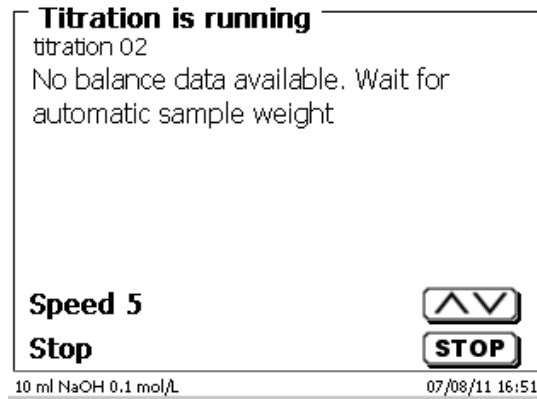 Titration is running
titration 02
No balance data available. Wait for
automatic sample weight
Speed 5
Stop STOP
10 ml NaOH 0.1 mol/L 07/08/11 16:51